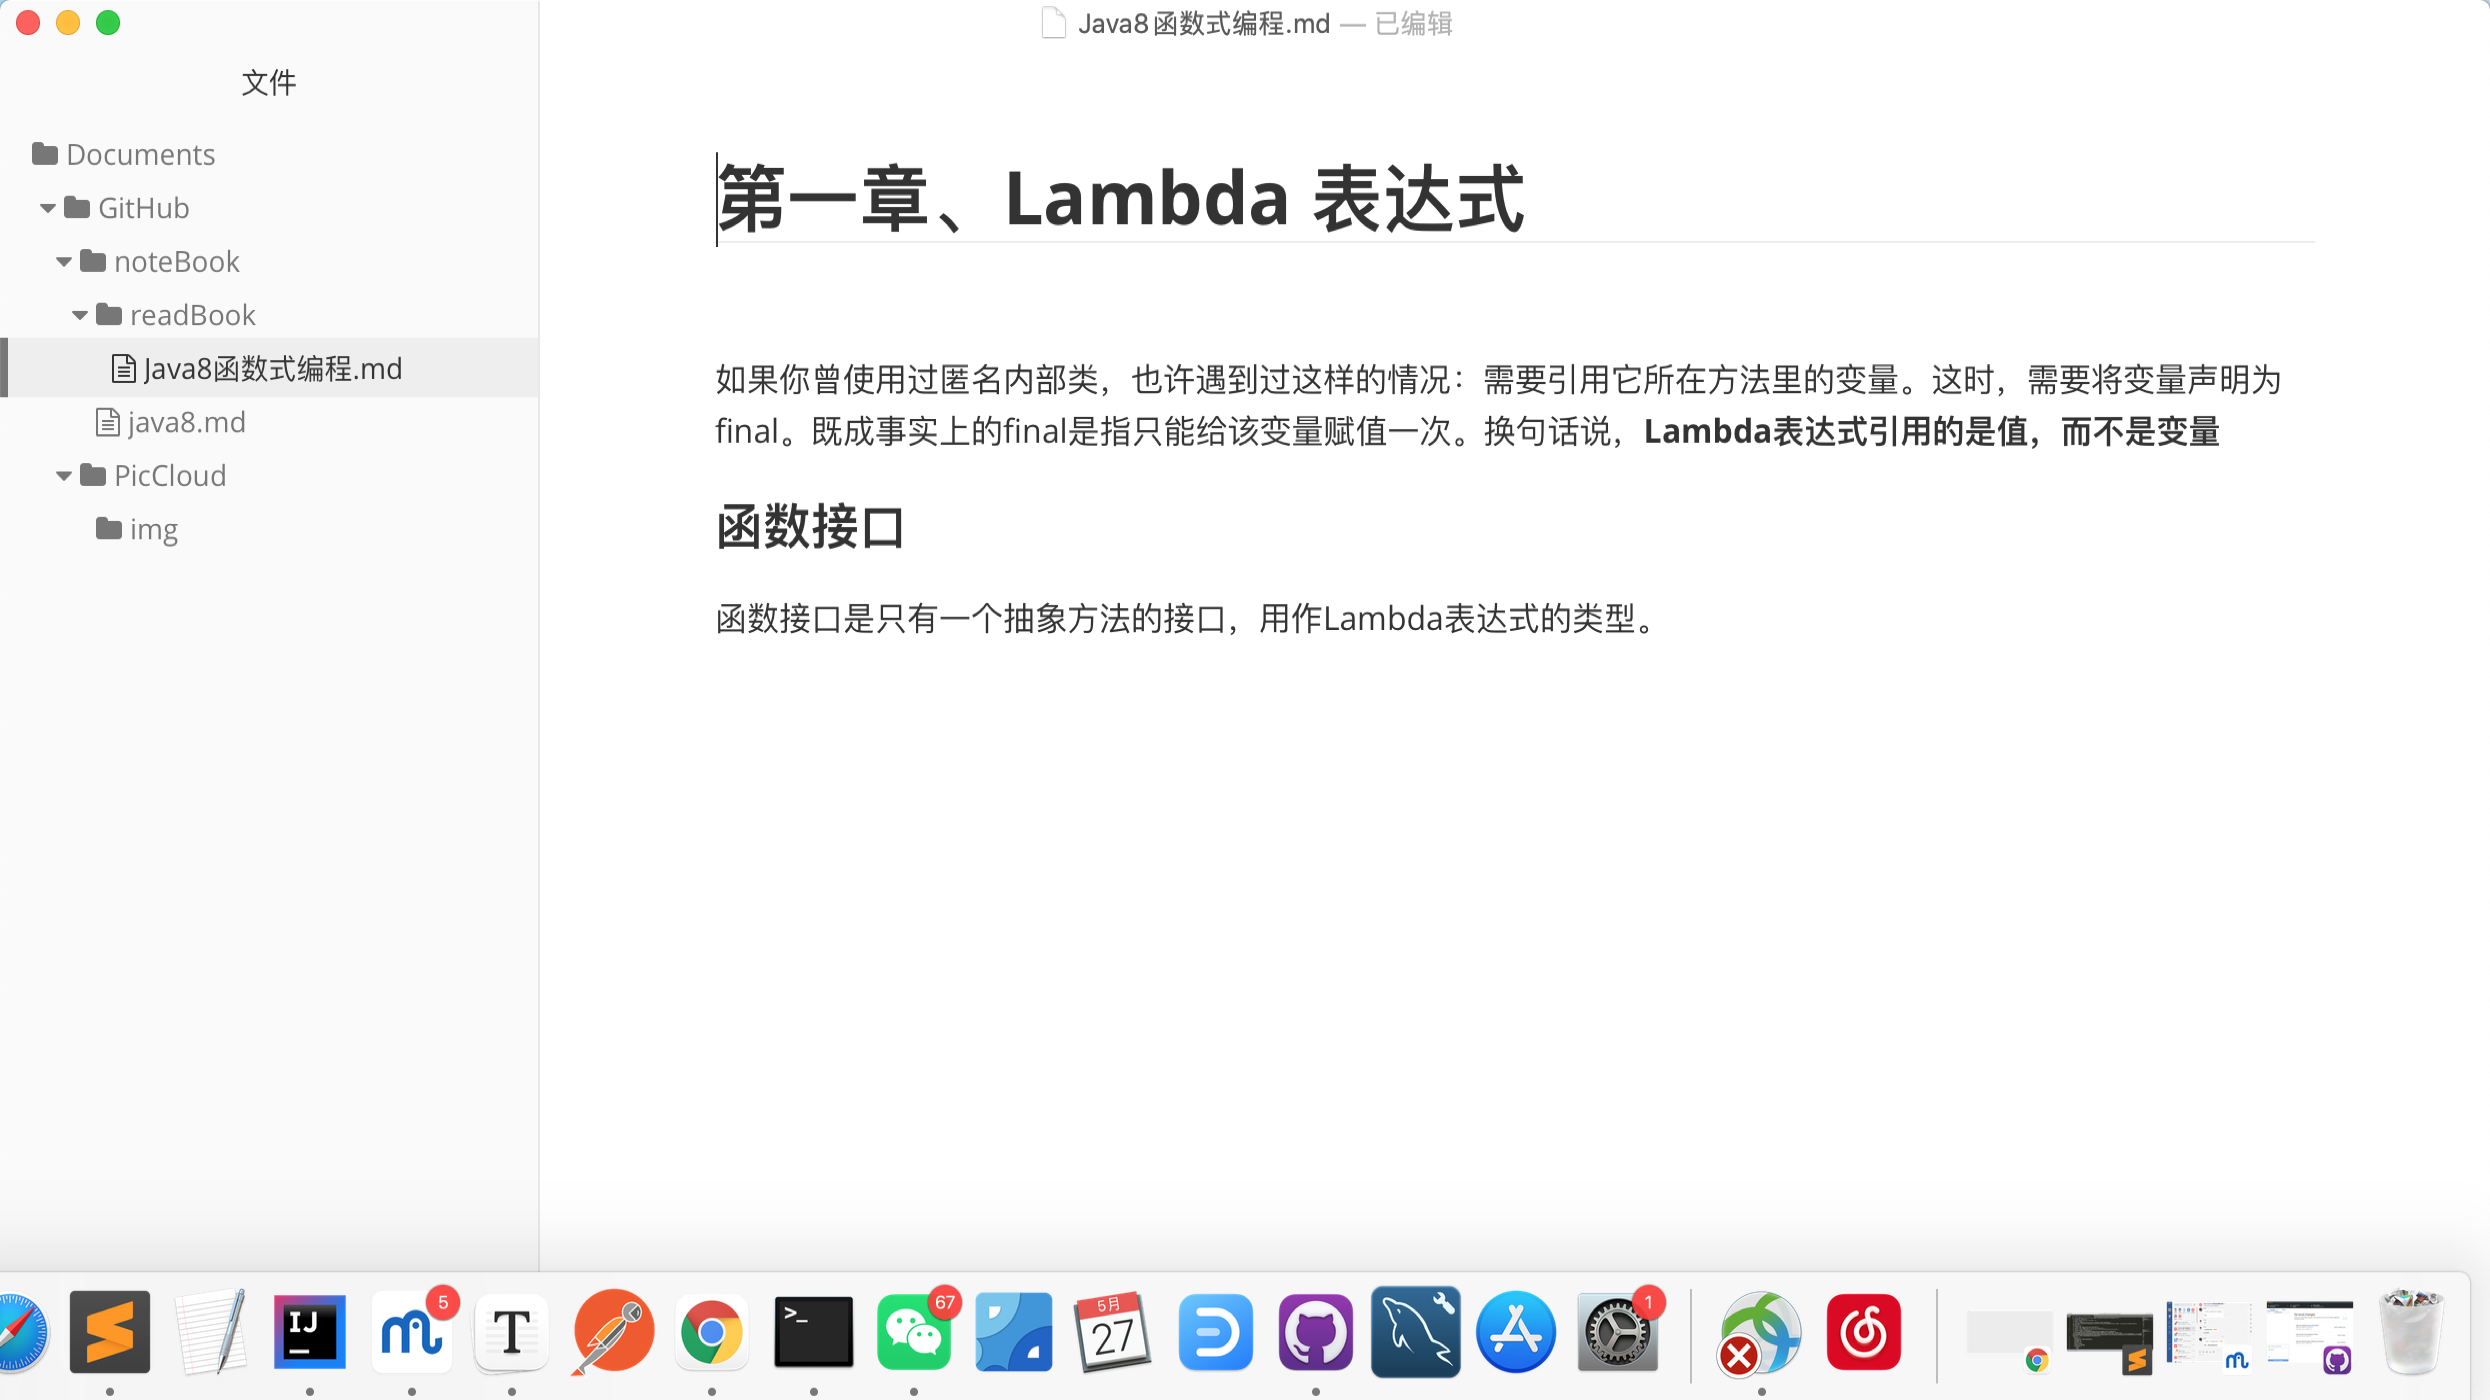 Java8函数式编程.md — 已编辑
文件
Documents
GitHub
noteBook
readBook
Java8函数式编程.md
java8.md
PicCloud
img
第一章、Lambda 表达式
如果你曾使用过匿名内部类，也许遇到过这样的情况：需要引用它所在方法里的变量。这时，需要将变量声明为
final。既成事实上的final是指只能给该变量赋值一次。换句话说，Lambda表达式引用的是值，而不是变量
函数接口
函数接口是只有一个抽象方法的接口，用作Lambda表达式的类型。
IJ
5
T
>_
67
5月
27
1